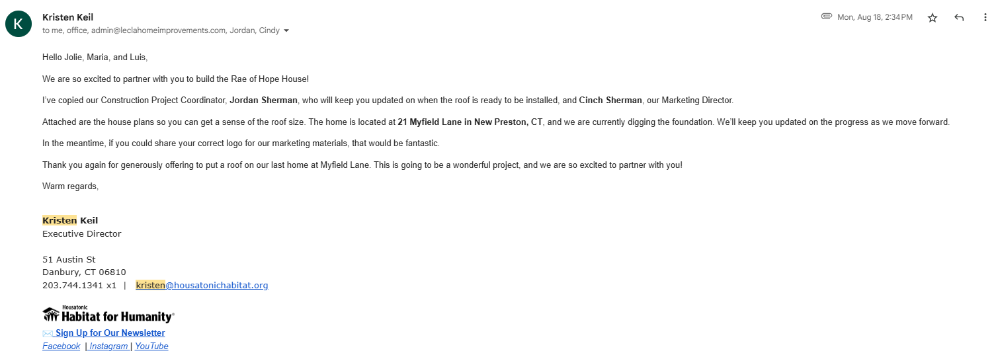 K
Kristen Keil
Mon, Aug 18, 2:34 PM
to me, office, admin@leclahomeimprovements.com, Jordan, Cindy
Hello Jolie, Maria, and Luis,
We are so excited to partner with you to build the Rae of Hope House!
I've copied our Construction Project Coordinator, Jordan Sherman, who will keep you updated on when the roof is ready to be installed, and Cinch Sherman, our Marketing Director.
Attached are the house plans so you can get a sense of the roof size. The home is located at 21 Myfield Lane in New Preston, CT, and we are currently digging the foundation. We'll keep you updated on the progress as we move forward.
In the meantime, if you could share your correct logo for our marketing materials, that would be fantastic.
Thank you again for generously offering to put a roof on our last home at Myfield Lane. This is going to be a wonderful project, and we are so excited to partner with you!
Warm regards,
Kristen Keil
Executive Director
51 Austin St
Danbury, CT 06810
203.744.1341 x1 | kristen@housatonichabitat.org
Housatonic
Habitat for Humanity®
Sign Up for Our Newsletter
Facebook | Instagram | YouTube